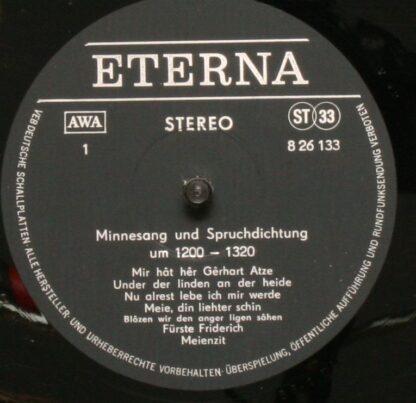 ETERNA
AWA
STEREO
ST 33
1
8 26 133
Minnesang und Spruchdichtung
um 1200 – 1320
Mir hât hêr Gêrhart Atze
Under der linden an der heide
Nu alrest lebe ich mir werde
Meie, din liehter schin
Blâzen wir den anger ligen sâhen
Fürste Friderich
Meienzit
VEB DEUTSCHE SCHALLPLATTEN ALLE HERSTELLER- UND URHEBERRECHTE VORBEHALTEN · ÜBERSPIELUNG, ÖFFENTLICHE AUFFÜHRUNG UND RUNDFUNKSENDUNG VERBOTEN